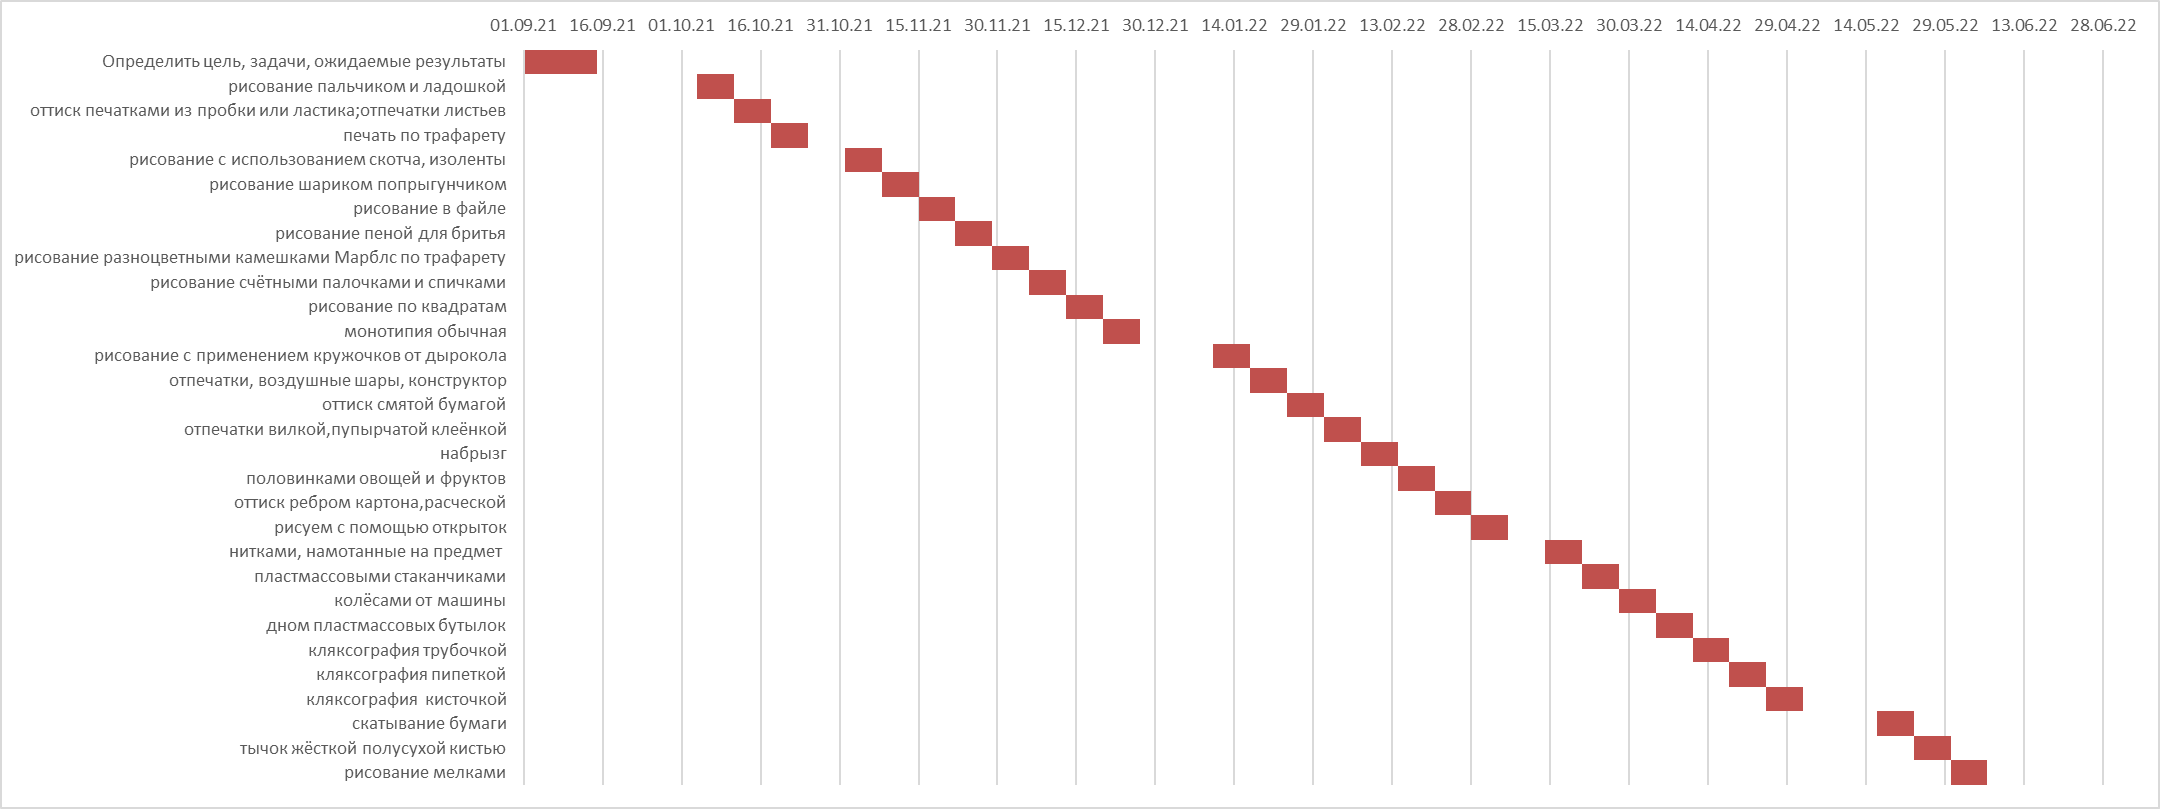 01.09.21 16.09.21 01.10.21 16.10.21 31.10.21 15.11.21 30.11.21 15.12.21 30.12.21 14.01.22 29.01.22 13.02.22 28.02.22 15.03.22 30.03.22 14.04.22 29.04.22 14.05.22 29.05.22 13.06.22 28.06.22
Определить цель, задачи, ожидаемые результаты
рисование пальчиком и ладошкой
оттиск печатками из пробки или ластика;отпечатки листьев
печать по трафарету
рисование с использованием скотча, изоленты
рисование шариком попрыгунчиком
рисование в файле
рисование пеной для бритья
рисование разноцветными камешками Марблс по трафарету
рисование счётными палочками и спичками
рисование по квадратам
монотипия обычная
рисование с применением кружочков от дырокола
отпечатки, воздушные шары, конструктор
оттиск смятой бумагой
отпечатки вилкой,пупырчатой клеёнкой
набрызг
половинками овощей и фруктов
оттиск ребром картона,расческой
рисуем с помощью открыток
нитками, намотанные на предмет
пластмассовыми стаканчиками
колёсами от машины
дном пластмассовых бутылок
кляксография трубочкой
кляксография пипеткой
кляксография кисточкой
скатывание бумаги
тычок жёсткой полусухой кистью
рисование мелками